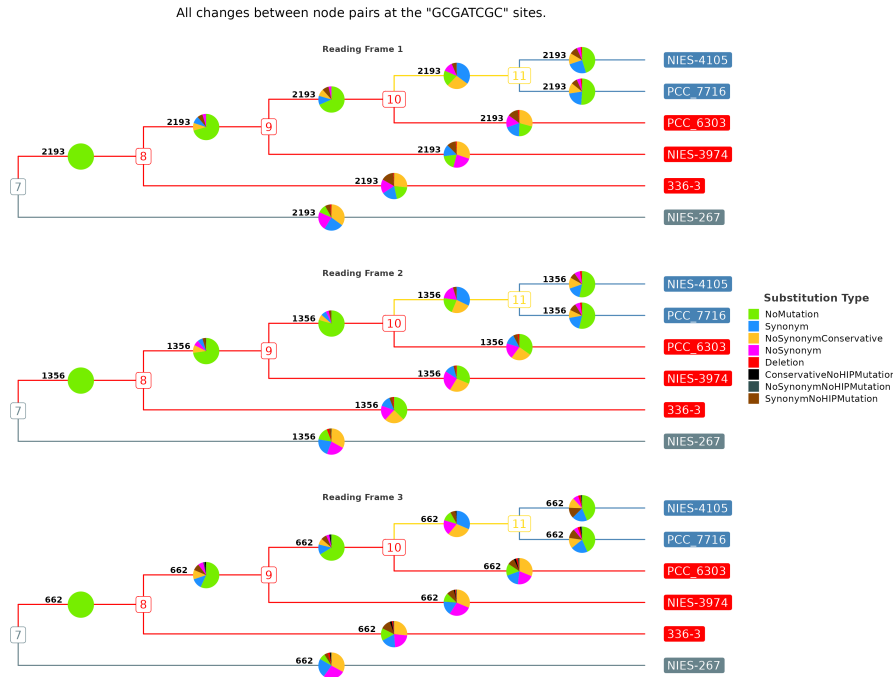 All changes between node pairs at the "GCGATCGC" sites.
Reading Frame 1
2193
NIES-4105
2193
11
2193
PCC_7716
2193
10
2193
PCC_6303
2193
9
2193
NIES-3974
2193
8
2193
336-3
7
2193
NIES-267
Reading Frame 2
1356
NIES-4105
1356
11
1356
PCC_7716
1356
10
1356
PCC_6303
1356
9
1356
NIES-3974
1356
8
1356
336-3
7
1356
NIES-267
Substitution Type
NoMutation
Synonym
NoSynonymConservative
NoSynonym
Deletion
ConservativeNoHIPMutation
NoSynonymNoHIPMutation
SynonymNoHIPMutation
Reading Frame 3
662
NIES-4105
662
11
662
PCC_7716
662
10
662
PCC_6303
662
9
662
NIES-3974
662
8
662
336-3
7
662
NIES-267